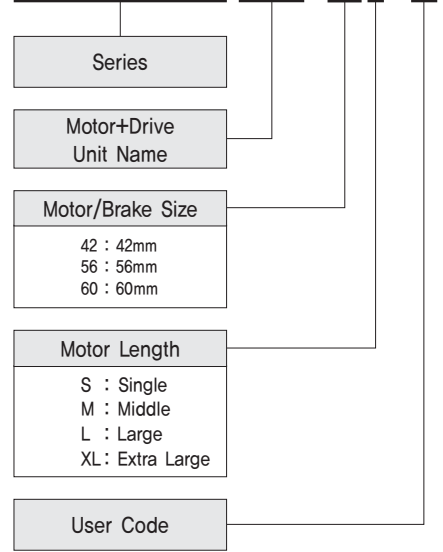 Series
Motor+Drive
Unit Name
Motor/Brake Size
42 : 42mm
56 : 56mm
60 : 60mm
Motor Length
S : Single
M : Middle
L : Large
XL: Extra Large
User Code